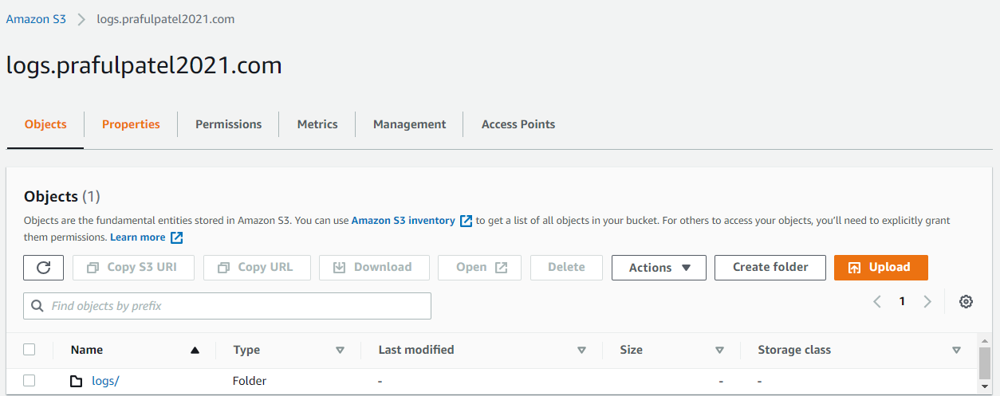 Amazon S3 > logs.prafulpatel2021.com
logs.prafulpatel2021.com
Objects Properties Permissions Metrics Management Access Points
Objects (1)
Objects are the fundamental entities stored in Amazon S3. You can use Amazon S3 inventory to get a list of all objects in your bucket. For others to access your objects, you'll need to explicitly grant
them permissions. Learn more
Copy S3 URI Copy URL Download Open Delete Actions Create folder Upload
Find objects by prefix
1
Name Type Last modified Size Storage class
logs/ Folder - - -